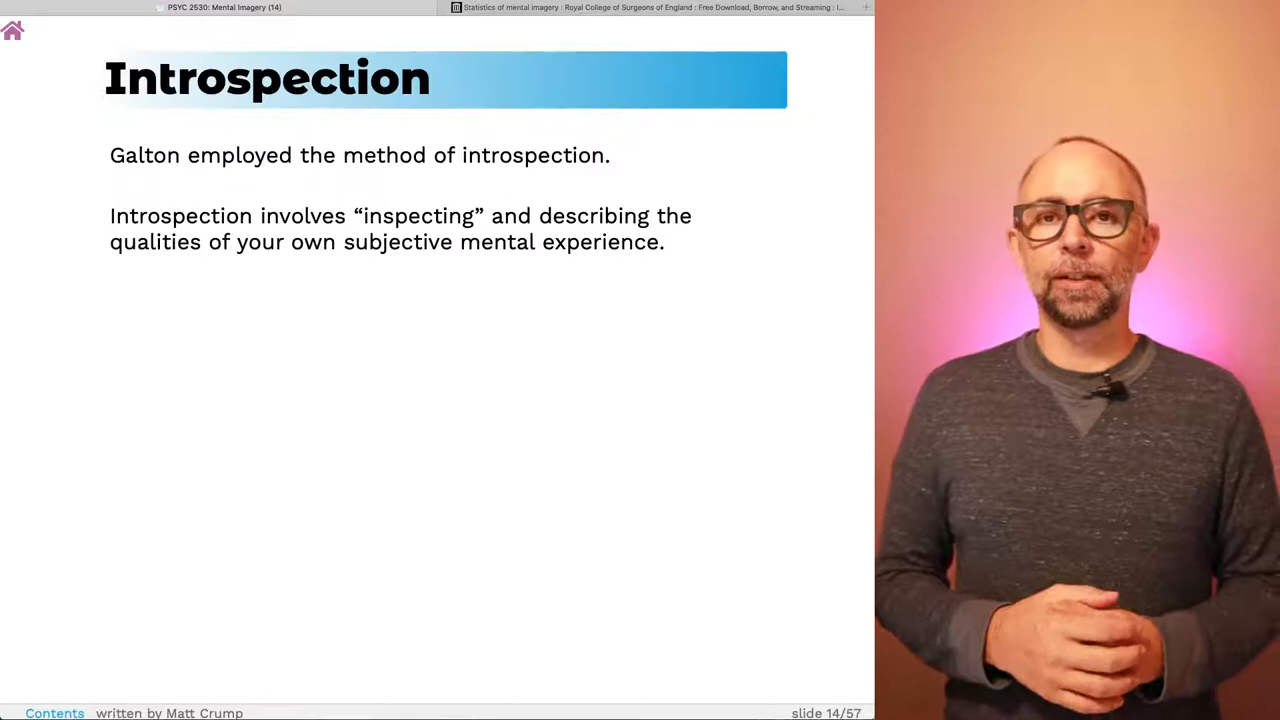 PSYC 2530: Mental Imagery (14)
Statistics of mental imagery : Royal College of Surgeons of England : Free Download, Borrow, and Streaming : I...
Introspection
Galton employed the method of introspection.
Introspection involves “inspecting” and describing the
qualities of your own subjective mental experience.
Contents written by Matt Crump
slide 14/57